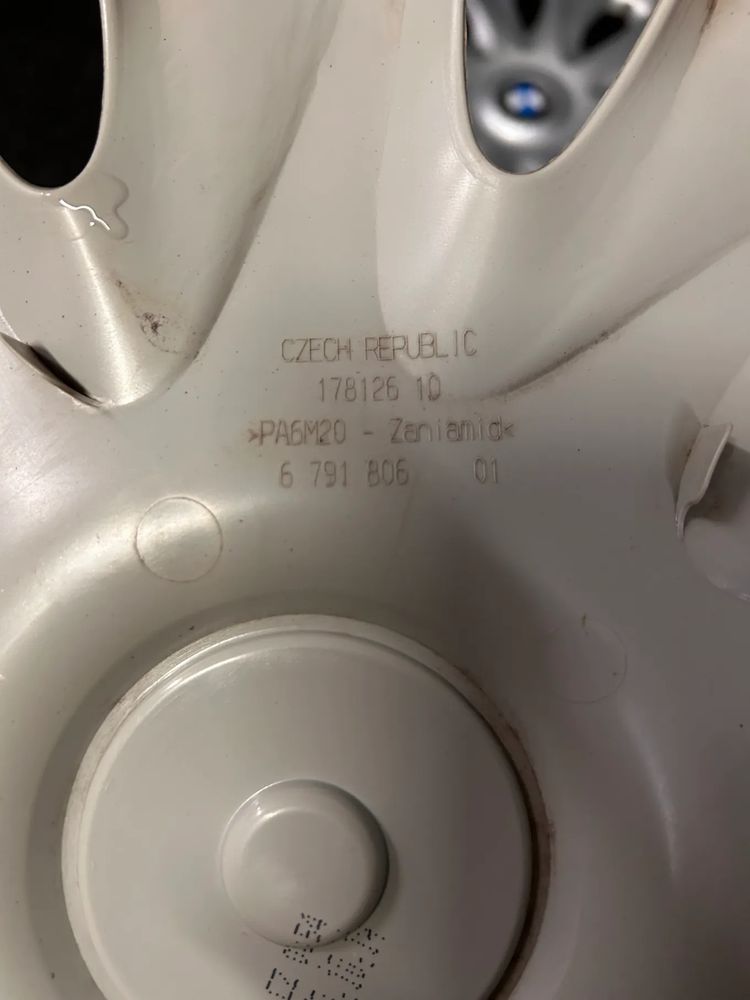 CZECH REPUBLIC
178126 10
>PA6M20 - Zaniamid<
6 791 806 01